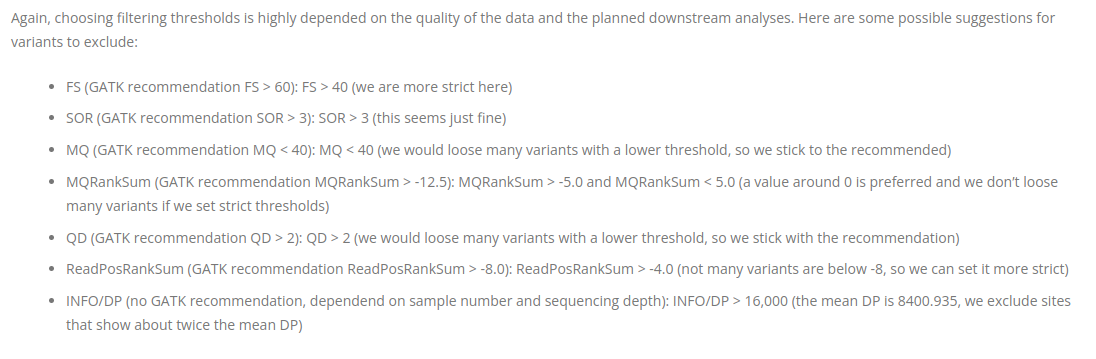 Again, choosing filtering thresholds is highly depended on the quality of the data and the planned downstream analyses. Here are some possible suggestions for
variants to exclude:
• FS (GATK recommendation FS > 60): FS > 40 (we are more strict here)
• SOR (GATK recommendation SOR > 3): SOR > 3 (this seems just fine)
• MQ (GATK recommendation MQ < 40): MQ < 40 (we would loose many variants with a lower threshold, so we stick to the recommended)
• MQRankSum (GATK recommendation MQRankSum > -12.5): MQRankSum > -5.0 and MQRankSum < 5.0 (a value around 0 is preferred and we don’t loose
many variants if we set strict thresholds)
• QD (GATK recommendation QD > 2): QD > 2 (we would loose many variants with a lower threshold, so we stick with the recommendation)
• ReadPosRankSum (GATK recommendation ReadPosRankSum > -8.0): ReadPosRankSum > -4.0 (not many variants are below -8, so we can set it more strict)
• INFO/DP (no GATK recommendation, dependend on sample number and sequencing depth): INFO/DP > 16,000 (the mean DP is 8400.935, we exclude sites
that show about twice the mean DP)